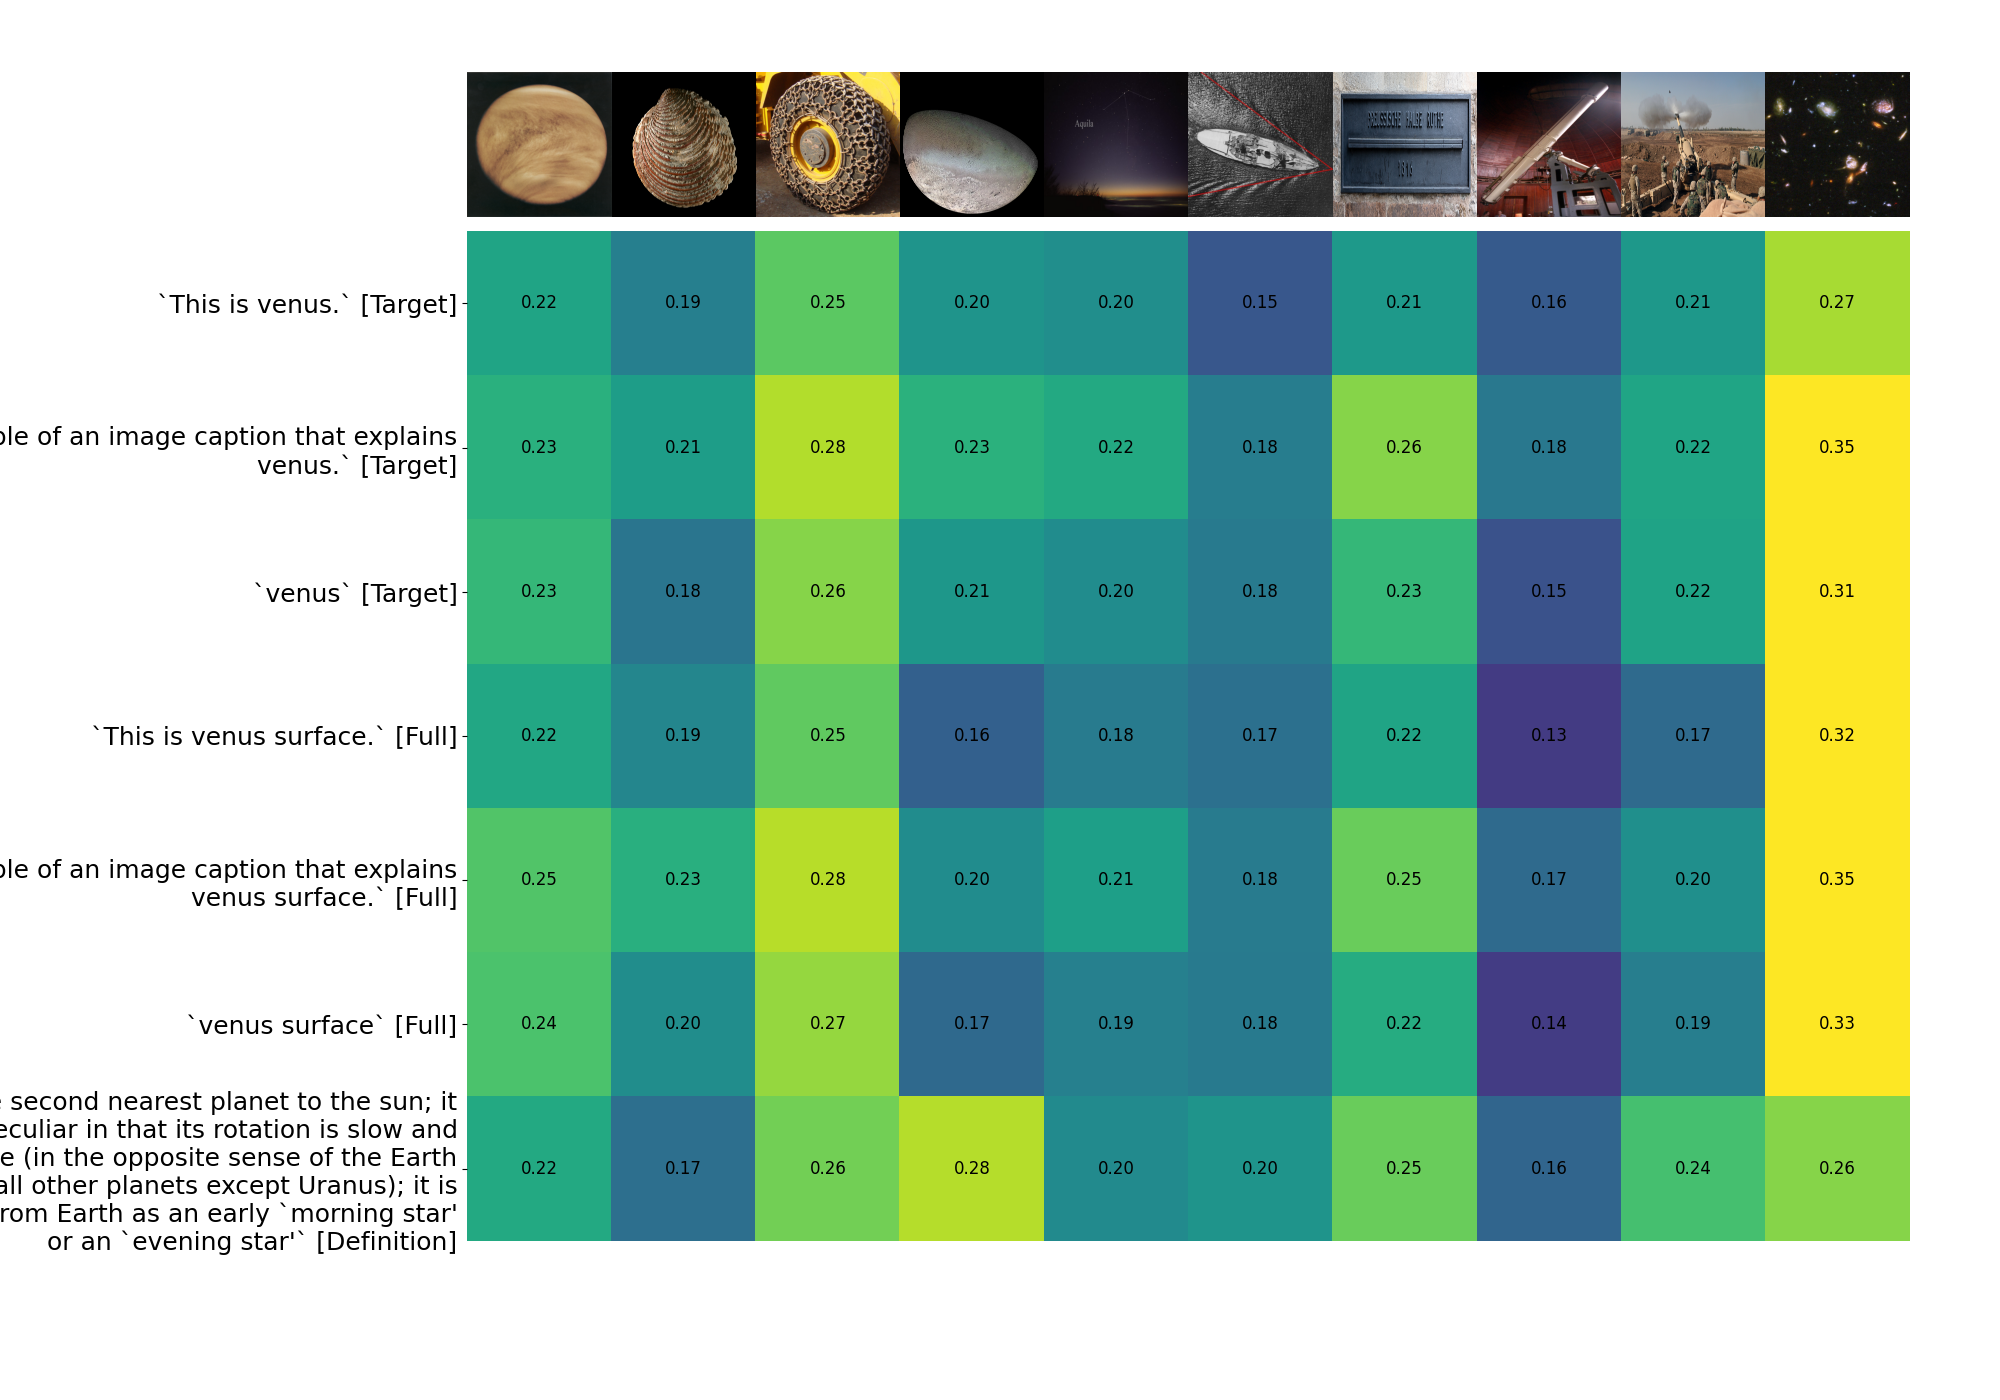 Aquila
PREUSSISCHE HALBE RUTHE
1816
`This is venus.` [Target]
0.22 0.19 0.25 0.20 0.20 0.15 0.21 0.16 0.21 0.27
of an image caption that explains
venus.` [Target]
0.23 0.21 0.28 0.23 0.22 0.18 0.26 0.18 0.22 0.35
`venus` [Target]
0.23 0.18 0.26 0.21 0.20 0.18 0.23 0.15 0.22 0.31
`This is venus surface.` [Full]
0.22 0.19 0.25 0.16 0.18 0.17 0.22 0.13 0.17 0.32
of an image caption that explains
venus surface.` [Full]
0.25 0.23 0.28 0.20 0.21 0.18 0.25 0.17 0.20 0.35
`venus surface` [Full]
0.24 0.20 0.27 0.17 0.19 0.18 0.22 0.14 0.19 0.33
second nearest planet to the sun; it
in that its rotation is slow and
(in the opposite sense of the Earth
all other planets except Uranus); it is
from Earth as an early `morning star'
or an `evening star'` [Definition]
0.22 0.17 0.26 0.28 0.20 0.20 0.25 0.16 0.24 0.26